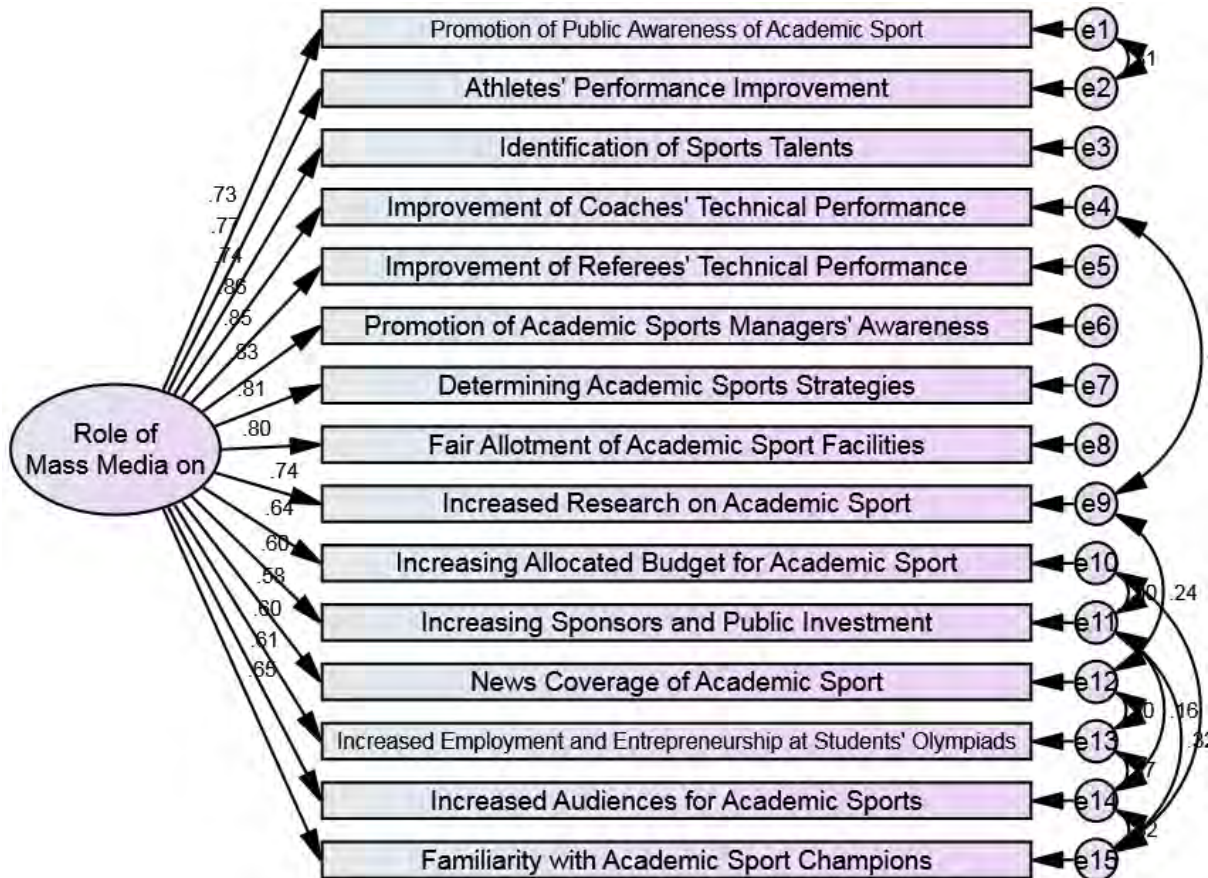 Promotion of Public Awareness of Academic Sport
e1
Athletes' Performance Improvement
e2
Identification of Sports Talents
e3
Improvement of Coaches' Technical Performance
e4
Improvement of Referees' Technical Performance
e5
Promotion of Academic Sports Managers' Awareness
e6
Determining Academic Sports Strategies
e7
Fair Allotment of Academic Sport Facilities
e8
Increased Research on Academic Sport
e9
Increasing Allocated Budget for Academic Sport
e10
Increasing Sponsors and Public Investment
e11
News Coverage of Academic Sport
e12
Increased Employment and Entrepreneurship at Students' Olympiads
e13
Increased Audiences for Academic Sports
e14
Familiarity with Academic Sport Champions
e15
Role of
Mass Media on
.73
.77
.74
.86
.85
.83
.81
.80
.74
.64
.60
.58
.60
.61
.65
.24
.16
.32